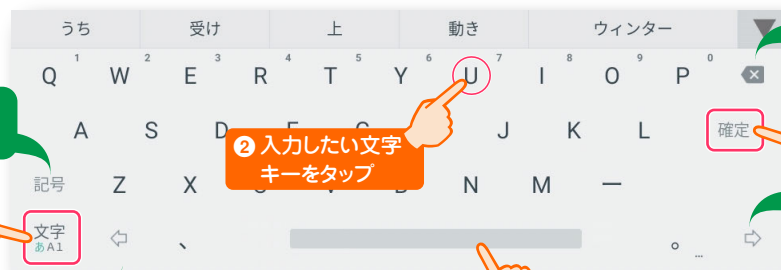 うち 受け 上 動き ウィンター
Q 1 W 2 E 3 R 4 T 5 Y 6 U 7 I 8 O 9 P 0
A S D J K L 確定
❷ 入力したい文字
キーをタップ
記号 Z X N M ー
文字
あA1 、 。 ...